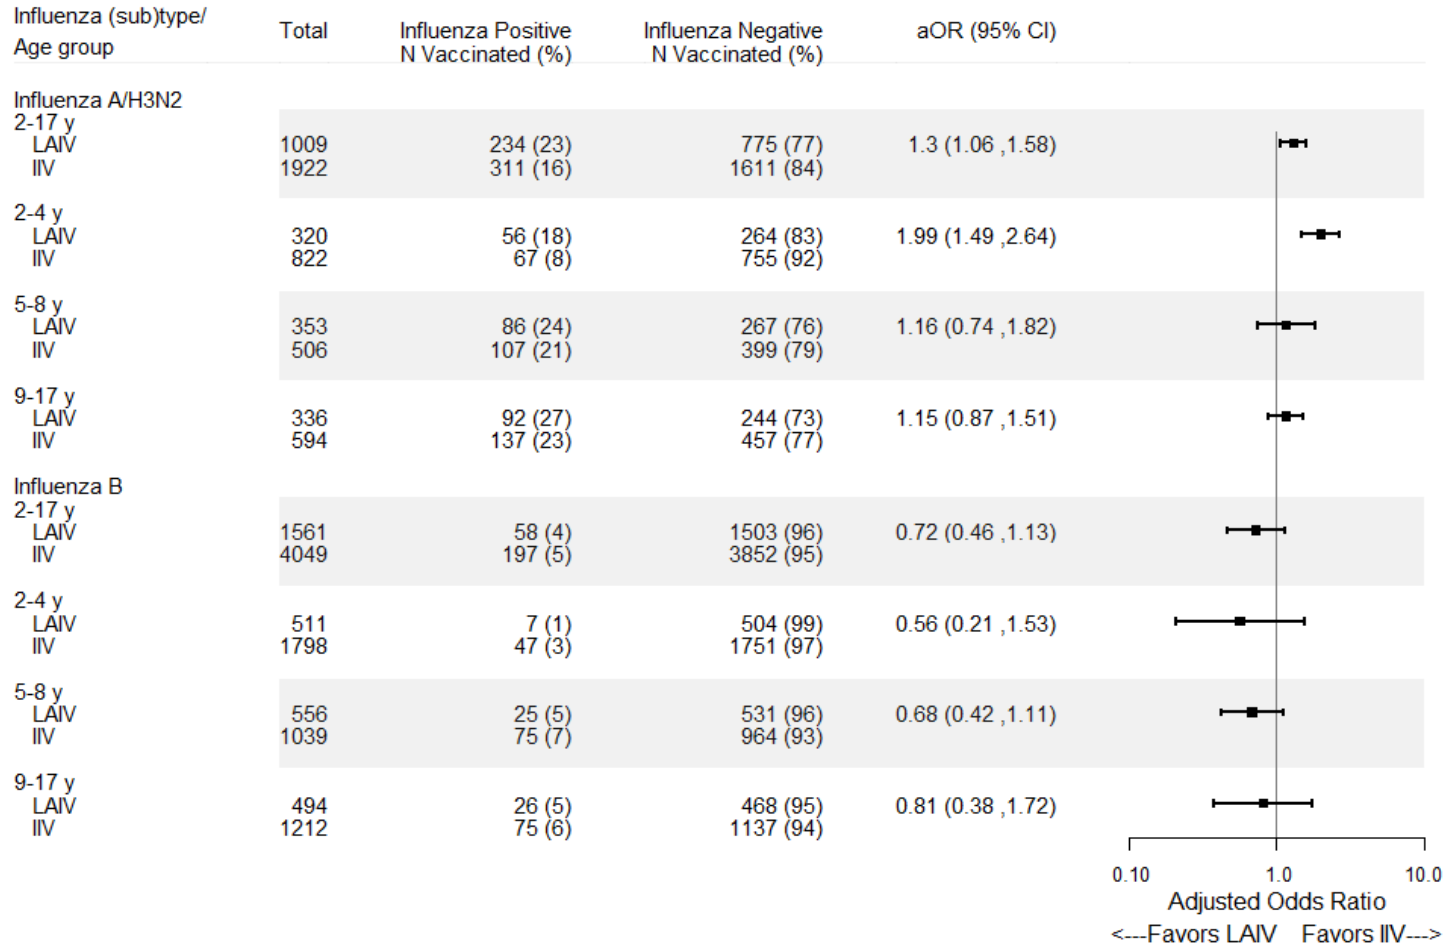 Influenza (sub)type/
Age group Total Influenza Positive N Vaccinated (%) Influenza Negative N Vaccinated (%) aOR (95% CI)
Influenza A/H3N2
2-17 y
LAIV 1009 234 (23) 775 (77) 1.3 (1.06 ,1.58)
IIV 1922 311 (16) 1611 (84)
2-4 y
LAIV 320 56 (18) 264 (83) 1.99 (1.49 ,2.64)
IIV 822 67 (8) 755 (92)
5-8 y
LAIV 353 86 (24) 267 (76) 1.16 (0.74 ,1.82)
IIV 506 107 (21) 399 (79)
9-17 y
LAIV 336 92 (27) 244 (73) 1.15 (0.87 ,1.51)
IIV 594 137 (23) 457 (77)
Influenza B
2-17 y
LAIV 1561 58 (4) 1503 (96) 0.72 (0.46 ,1.13)
IIV 4049 197 (5) 3852 (95)
2-4 y
LAIV 511 7 (1) 504 (99) 0.56 (0.21 ,1.53)
IIV 1798 47 (3) 1751 (97)
5-8 y
LAIV 556 25 (5) 531 (96) 0.68 (0.42 ,1.11)
IIV 1039 75 (7) 964 (93)
9-17 y
LAIV 494 26 (5) 468 (95) 0.81 (0.38 ,1.72)
IIV 1212 75 (6) 1137 (94)
0.10 1.0 10.0
Adjusted Odds Ratio
<---Favors LAIV Favors IIV--->